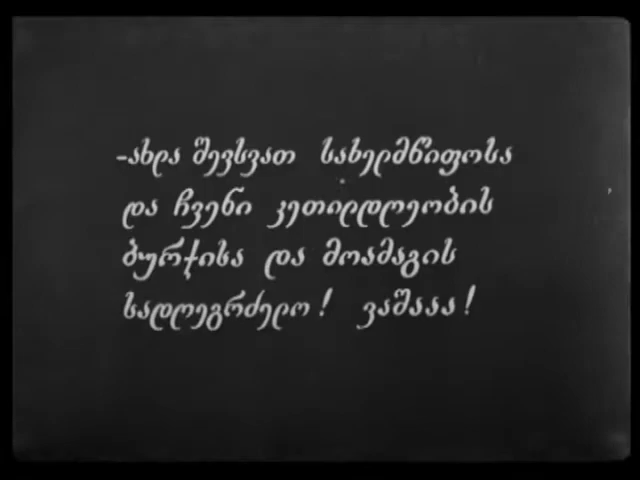 -ახლა შევსვათ სახელმწიფოსა
და ჩვენი კეთილდღეობის
ბურჯისა და მოამაგის
სადღეგრძელო! ვაშააა!